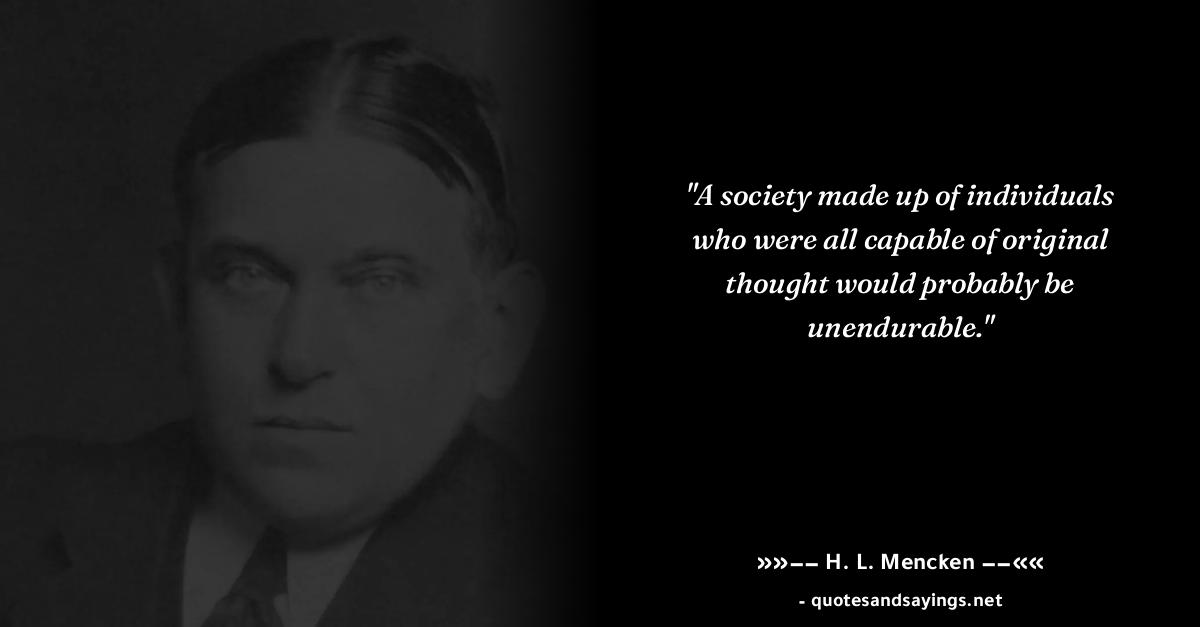 "A society made up of individuals
who were all capable of original
thought would probably be
unendurable."
»»–– H. L. Mencken ––««
- quotesandsayings.net